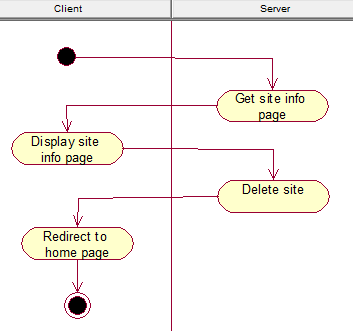 Client
Server
Get site info
page
Display site
info page
Delete site
Redirect to
home page